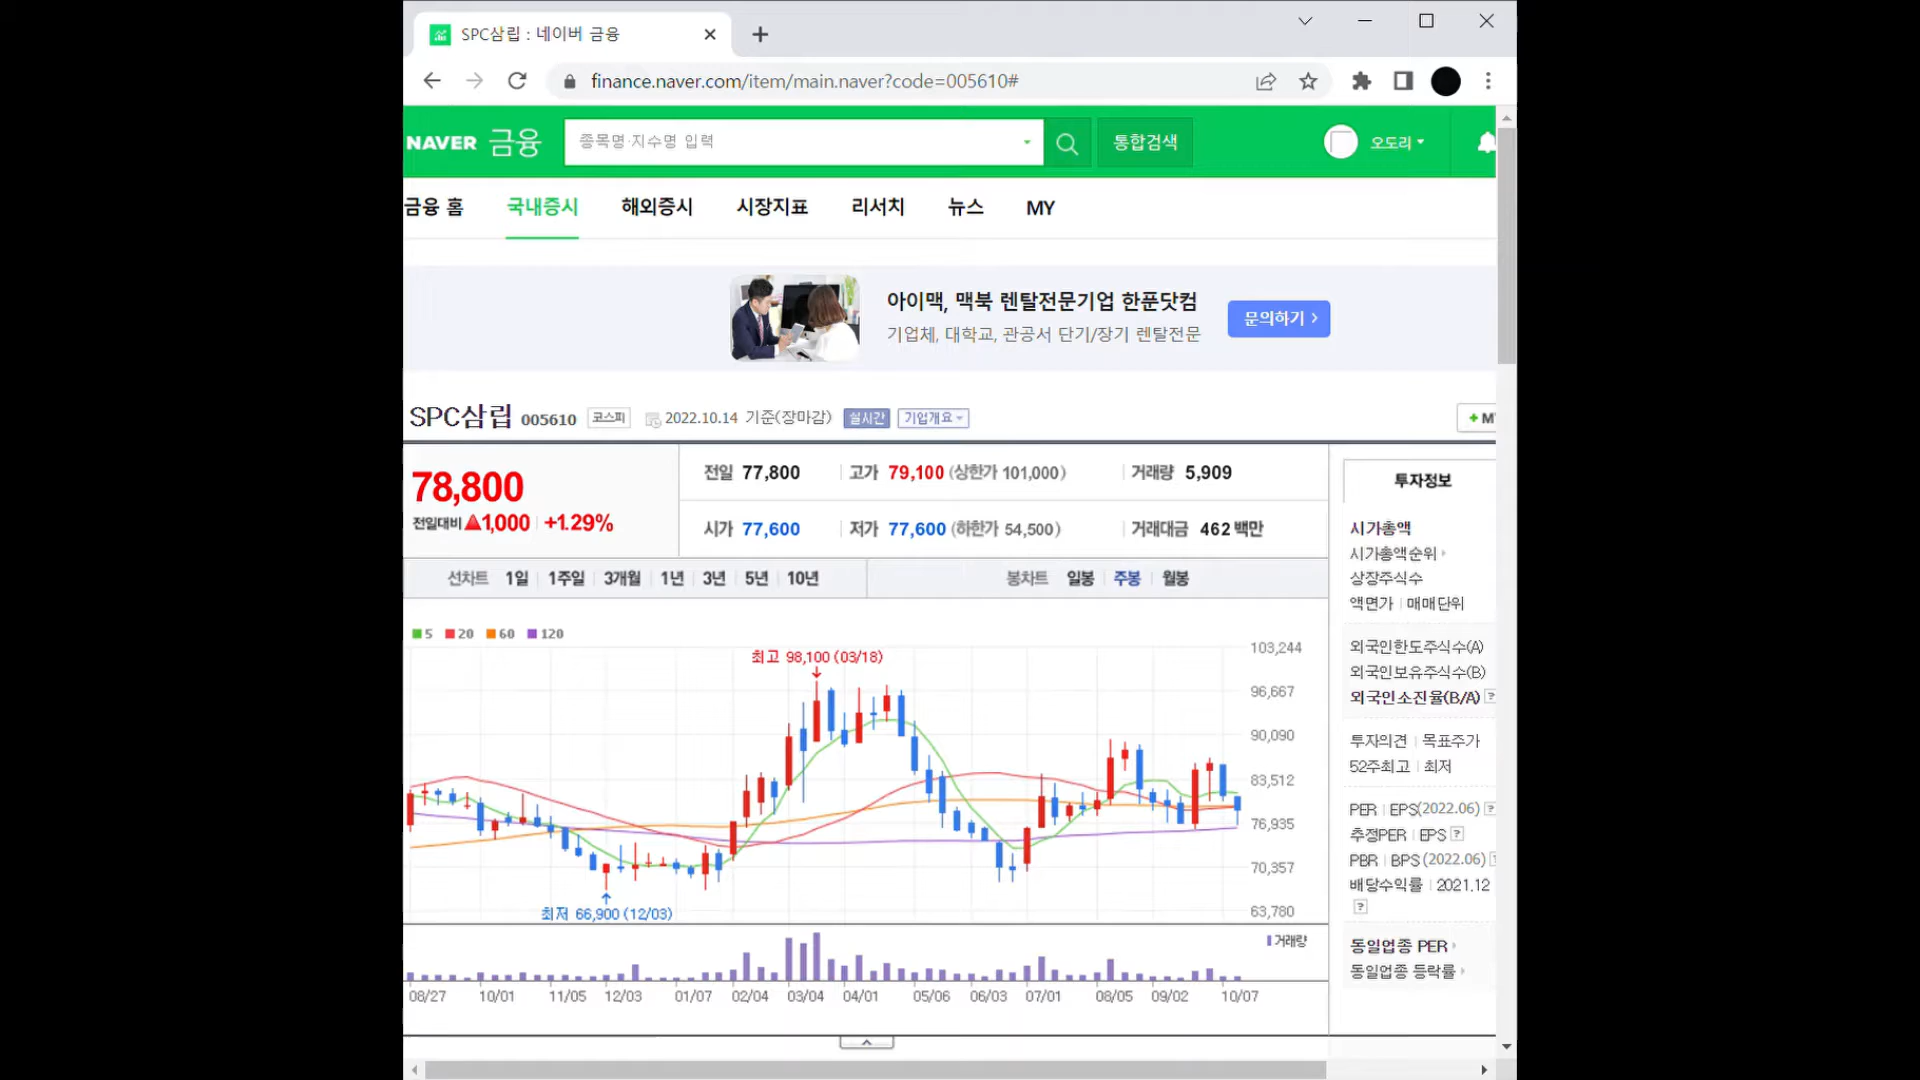 SPC삼립 : 네이버 금융
finance.naver.com/item/main.naver?code=005610#
NAVER 금융
종목명·지수명 입력
통합검색
오도리
금융 홈 국내증시 해외증시 시장지표 리서치 뉴스 MY
아이맥, 맥북 렌탈전문기업 한푼닷컴
기업체, 대학교, 관공서 단기/장기 렌탈전문
문의하기
SPC삼립 005610 코스피 2022.10.14 기준(장마감) 실시간 기업개요
+ M
78,800
전일대비 ▲1,000 +1.29%
전일 77,800 고가 79,100 (상한가 101,000) 거래량 5,909
시가 77,600 저가 77,600 (하한가 54,500) 거래대금 462 백만
선차트 1일 1주일 3개월 1년 3년 5년 10년 봉차트 일봉 주봉 월봉
5 20 60 120
최고 98,100 (03/18)
최저 66,900 (12/03)
103,244
96,667
90,090
83,512
76,935
70,357
63,780
거래량
08/27 10/01 11/05 12/03 01/07 02/04 03/04 04/01 05/06 06/03 07/01 08/05 09/02 10/07
투자정보
시가총액
시가총액순위
상장주식수
액면가 매매단위
외국인한도주식수(A)
외국인보유주식수(B)
외국인소진율(B/A) ?
투자의견 목표주가
52주최고 최저
PER EPS(2022.06) ?
추정PER EPS ?
PBR BPS (2022.06) ?
배당수익률 2021.12
?
동일업종 PER
동일업종 등락률